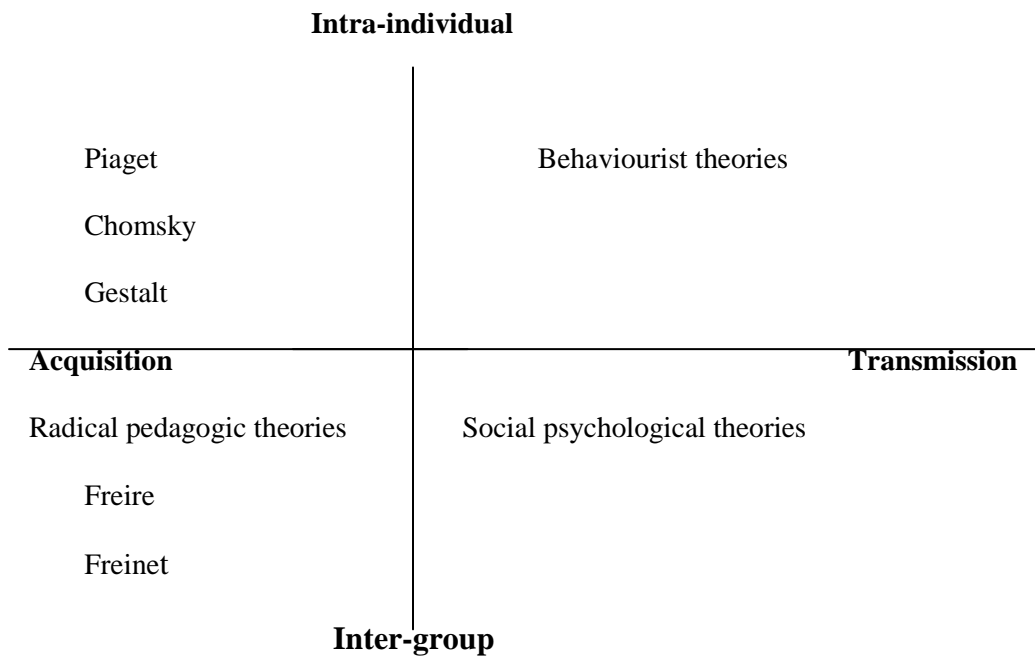 Intra-individual
Piaget Behaviourist theories
Chomsky
Gestalt
Acquisition Transmission
Radical pedagogic theories Social psychological theories
Freire
Freinet
Inter-group